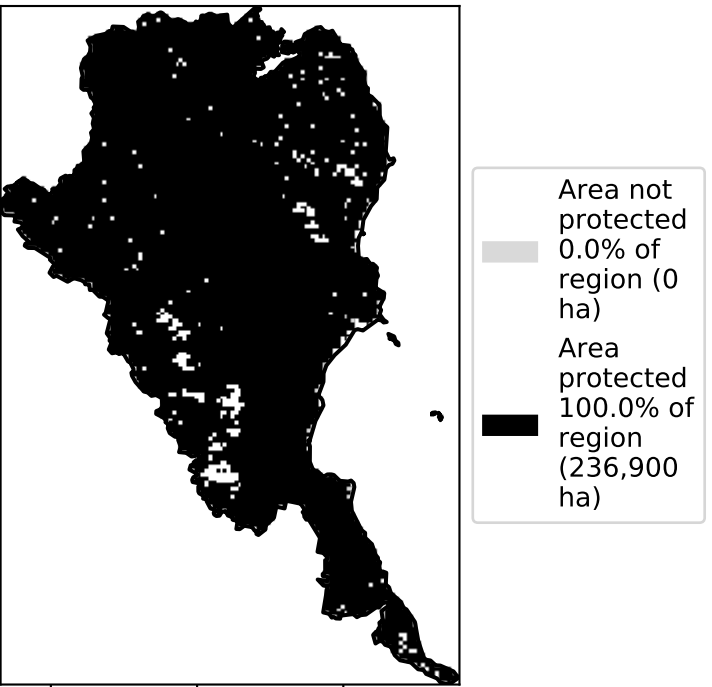 Area not
protected
0.0% of
region (0
ha)
Area
protected
100.0% of
region
(236,900
ha)